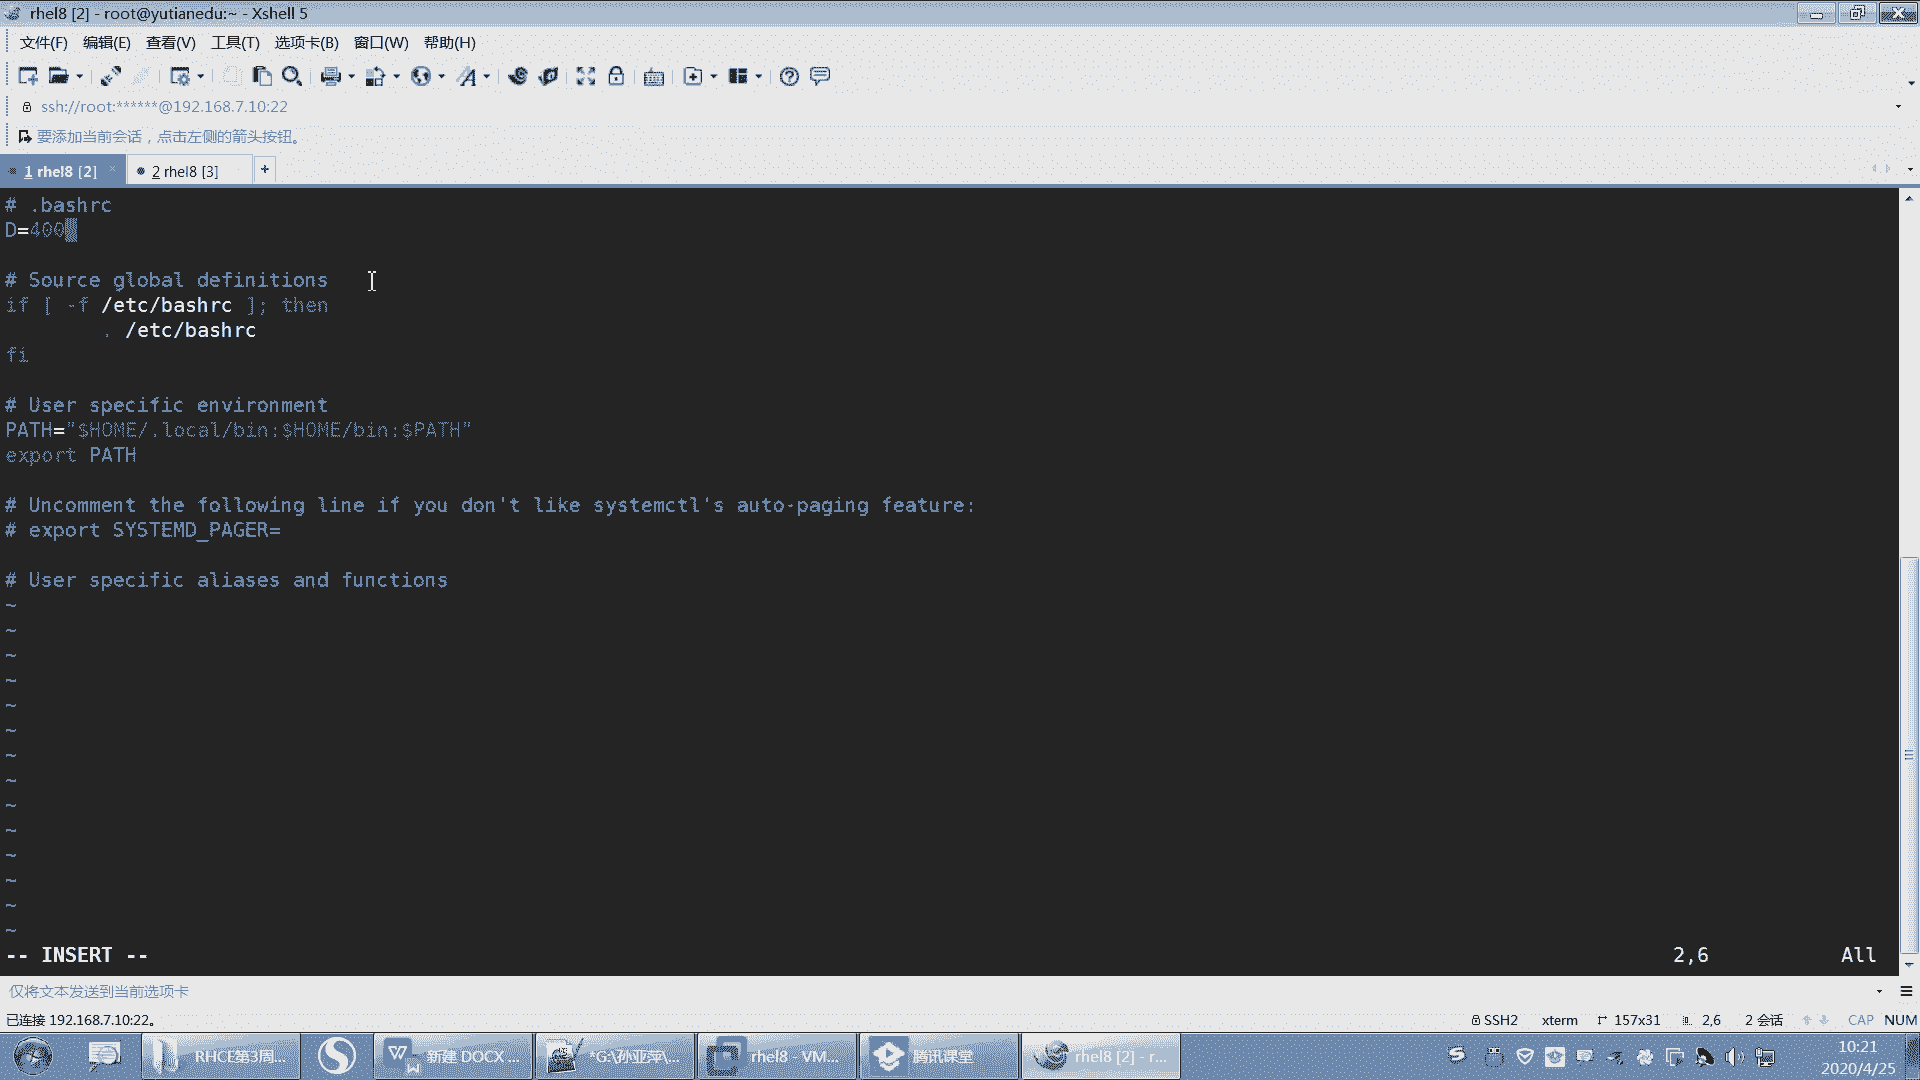 rhel8 [2] - root@yutianedu:~ - Xshell 5
文件(F) 编辑(E) 查看(V) 工具(T) 选项卡(B) 窗口(W) 帮助(H)
ssh://root:******@192.168.7.10:22
要添加当前会话，点击左侧的箭头按钮。
1 rhel8 [2] × 2 rhel8 [3] +
# .bashrc
D=400
# Source global definitions
if [ -f /etc/bashrc ]; then
. /etc/bashrc
fi
# User specific environment
PATH="$HOME/.local/bin:$HOME/bin:$PATH"
export PATH
# Uncomment the following line if you don't like systemctl's auto-paging feature:
# export SYSTEMD_PAGER=
# User specific aliases and functions
~
~
~
~
~
~
~
~
~
~
~
~
~
~
-- INSERT -- 2,6 All
仅将文本发送到当前选项卡
已连接 192.168.7.10:22。 SSH2 xterm 157x31 2,6 2 会话 CAP NUM
RHCE第3周... 新建 DOCX ... *G:\孙亚萍\... rhel8 - VM... 腾讯课堂 rhel8 [2] - r...
10:21
2020/4/25